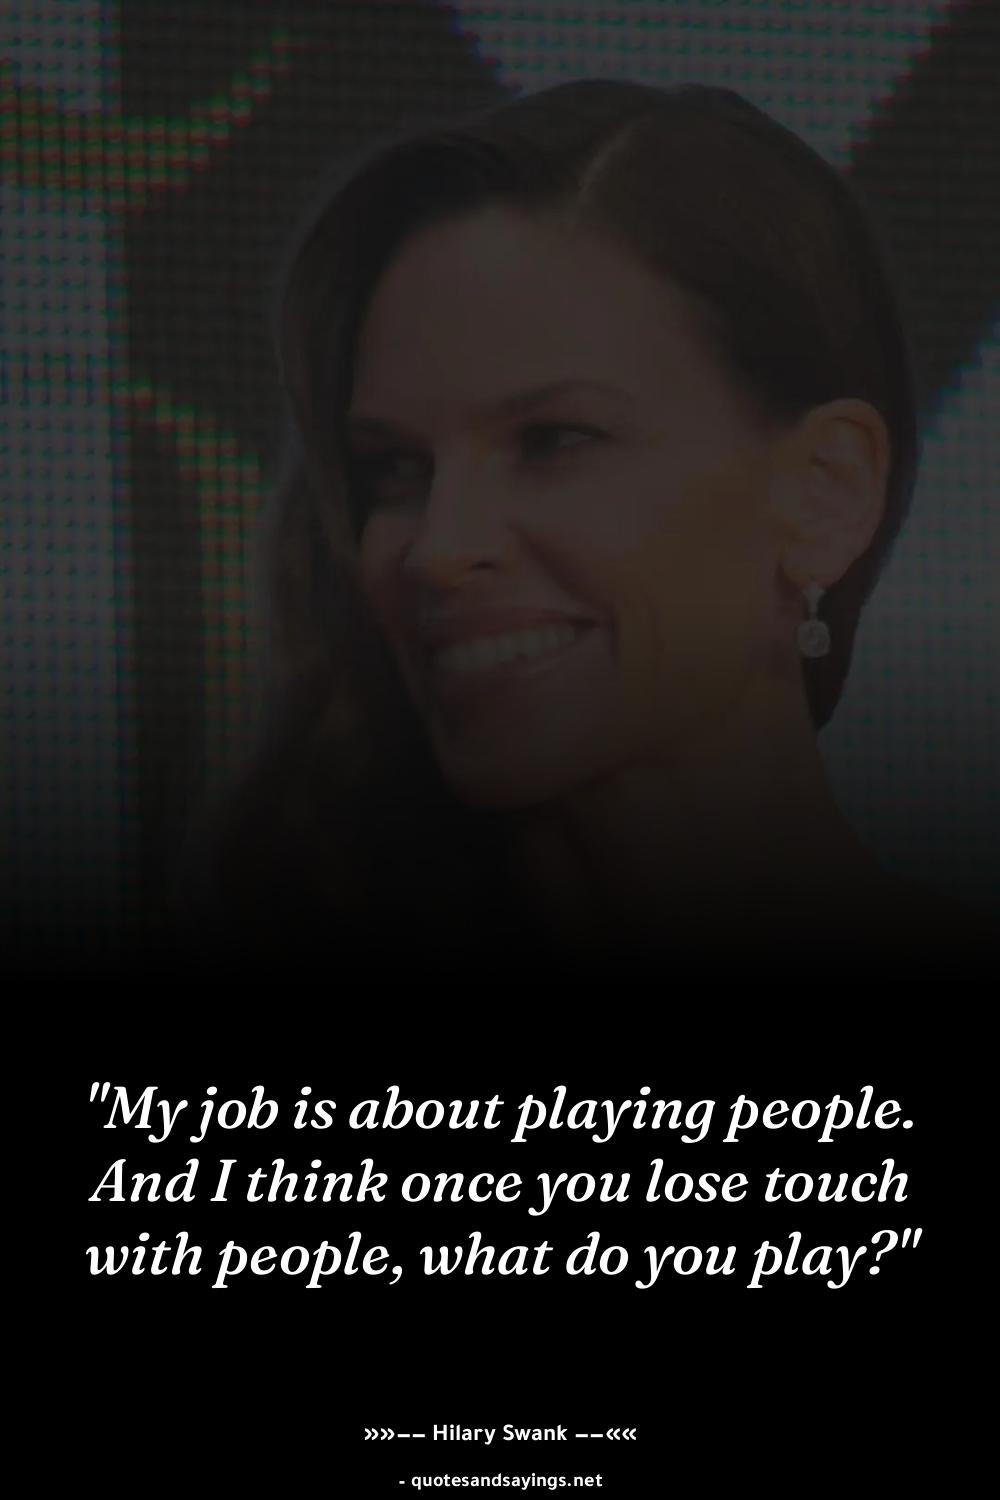 "My job is about playing people.
And I think once you lose touch
with people, what do you play?"
»»−− Hilary Swank −−««
- quotesandsayings.net